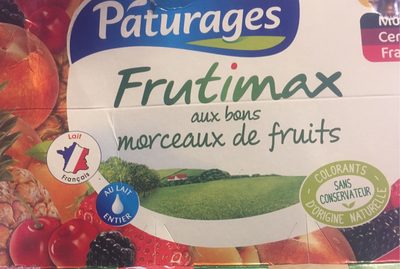 Pâturages
Frutimax
aux bons
morceaux de fruits
Lait
Français
AU LAIT
ENTIER
COLORANTS
SANS
CONSERVATEUR
D'ORIGINE NATURELLE